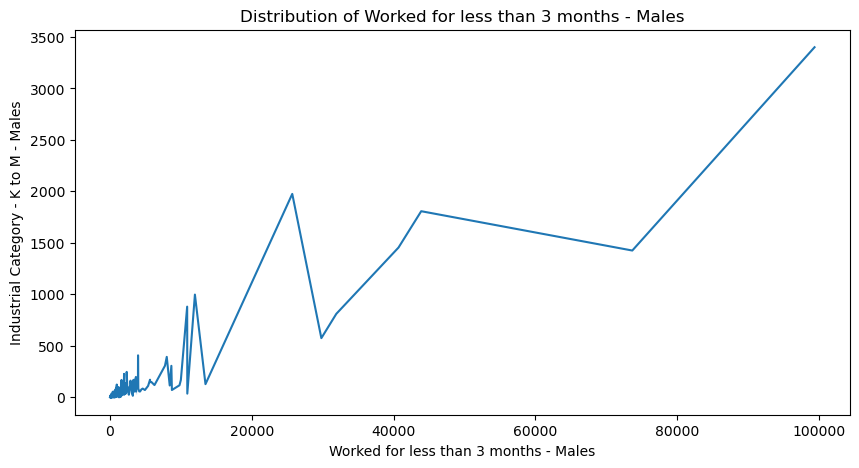 Distribution of Worked for less than 3 months - Males
Industrial Category - K to M - Males
3500
3000
2500
2000
1500
1000
500
0
0 20000 40000 60000 80000 100000
Worked for less than 3 months - Males